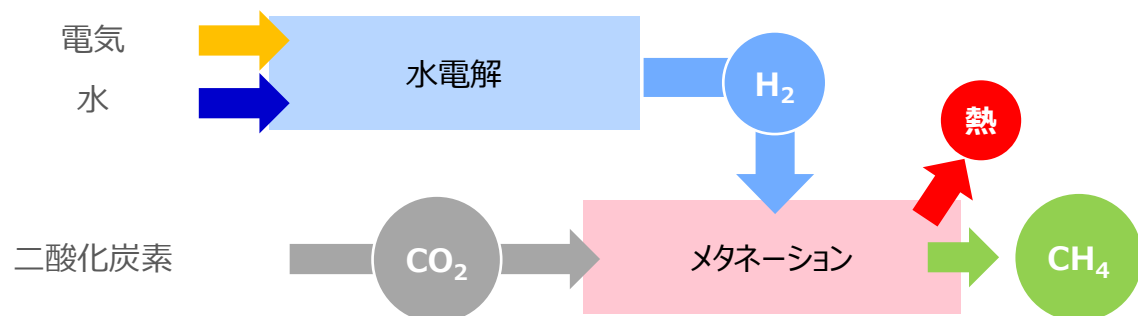 電気
水
水電解
H₂
熱
二酸化炭素
CO₂
メタネーション
CH₄